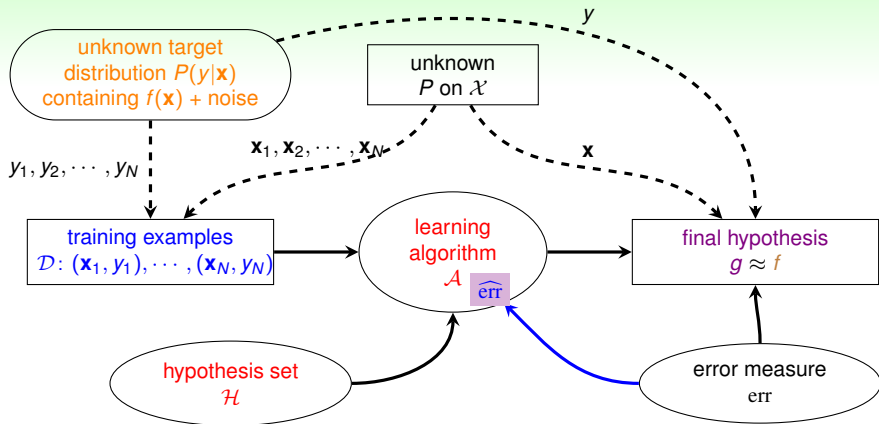 y
unknown target
distribution P(y|𝐱)
containing f(𝐱) + noise
unknown
P on 𝒳
y₁, y₂, ⋯, y_N
𝐱₁, 𝐱₂, ⋯, 𝐱_N
𝐱
training examples
𝒟: (𝐱₁, y₁), ⋯, (𝐱_N, y_N)
learning
algorithm
𝒜
êrr
final hypothesis
g ≈ f
hypothesis set
ℋ
error measure
err